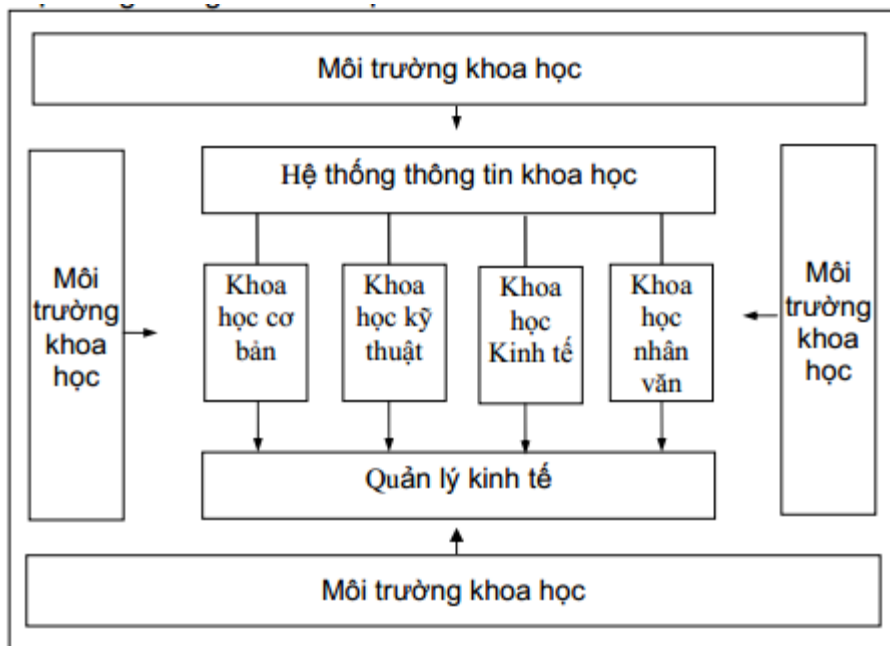 Môi trường khoa học
Hệ thống thông tin khoa học
Môi
trường
khoa
học
Khoa
học cơ
bản
Khoa
học kỹ
thuật
Khoa
học
Kinh tế
Khoa
học
nhân
văn
Môi
trường
khoa
học
Quản lý kinh tế
Môi trường khoa học